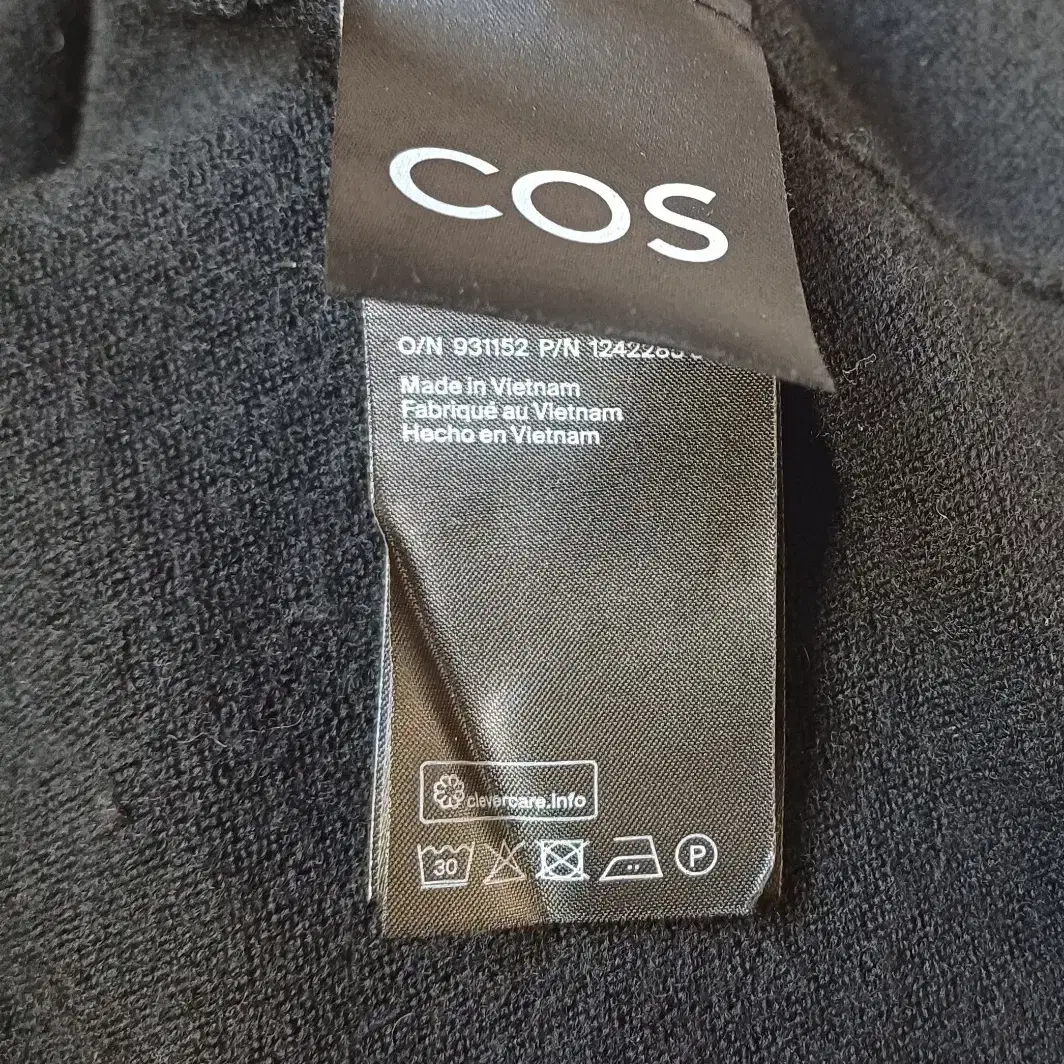 COS
O/N 931152 P/N
Made in Vietnam
Fabriqué au Vietnam
Hecho en Vietnam
clevercare.info
30
P